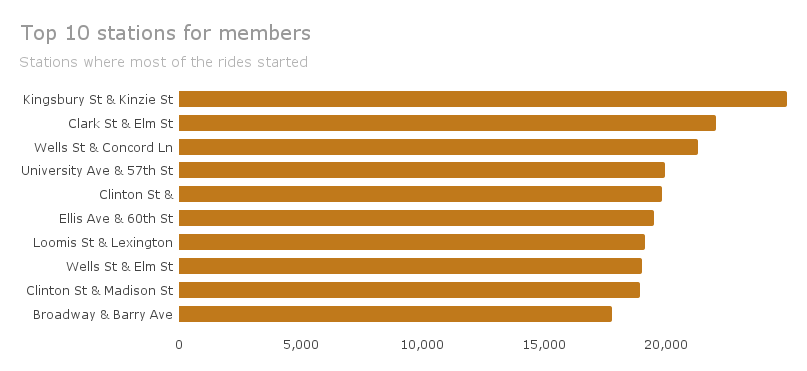 Top 10 stations for members
Stations where most of the rides started
Kingsbury St & Kinzie St
Clark St & Elm St
Wells St & Concord Ln
University Ave & 57th St
Clinton St &
Ellis Ave & 60th St
Loomis St & Lexington
Wells St & Elm St
Clinton St & Madison St
Broadway & Barry Ave
0 5,000 10,000 15,000 20,000